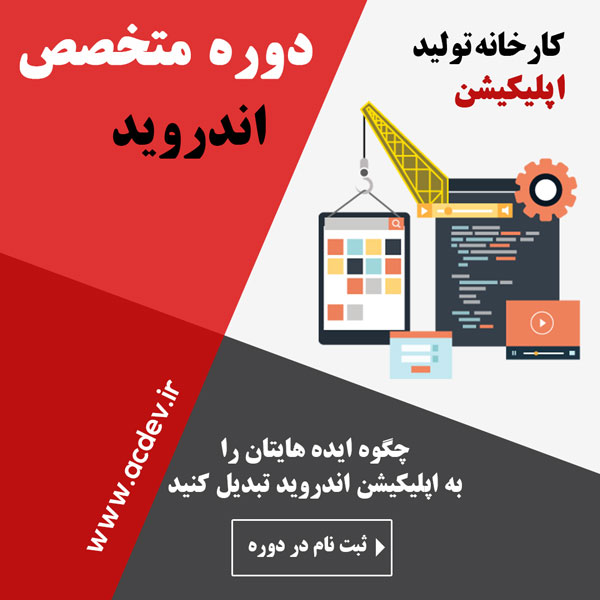 دوره متخصص
اندروید
کارخانه تولید
اپلیکیشن
چگوه ایده هایتان را
به اپلیکیشن اندروید تبدیل کنید
ثبت نام در دوره
www.acdev.ir